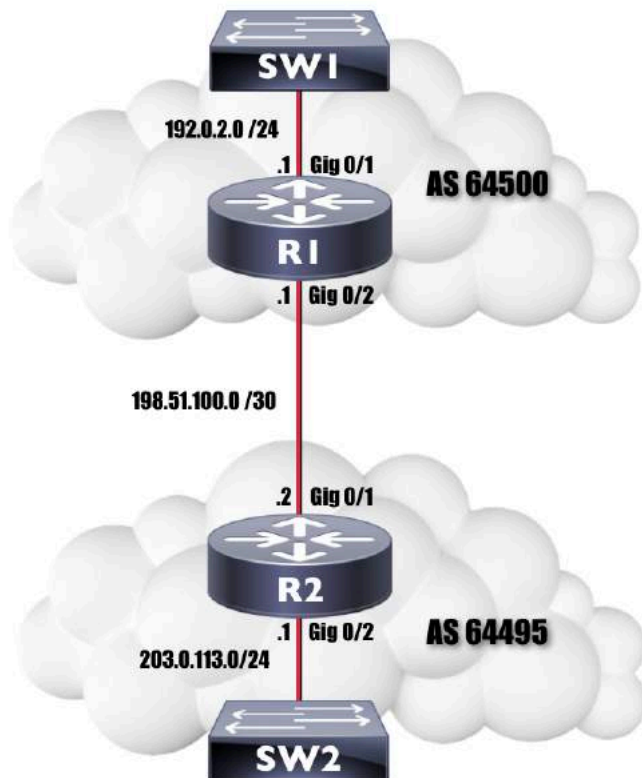 SW1
192.0.2.0 /24
.1 Gig 0/1
AS 64500
R1
.1 Gig 0/2
198.51.100.0 /30
.2 Gig 0/1
R2
.1 Gig 0/2
AS 64495
203.0.113.0/24
SW2